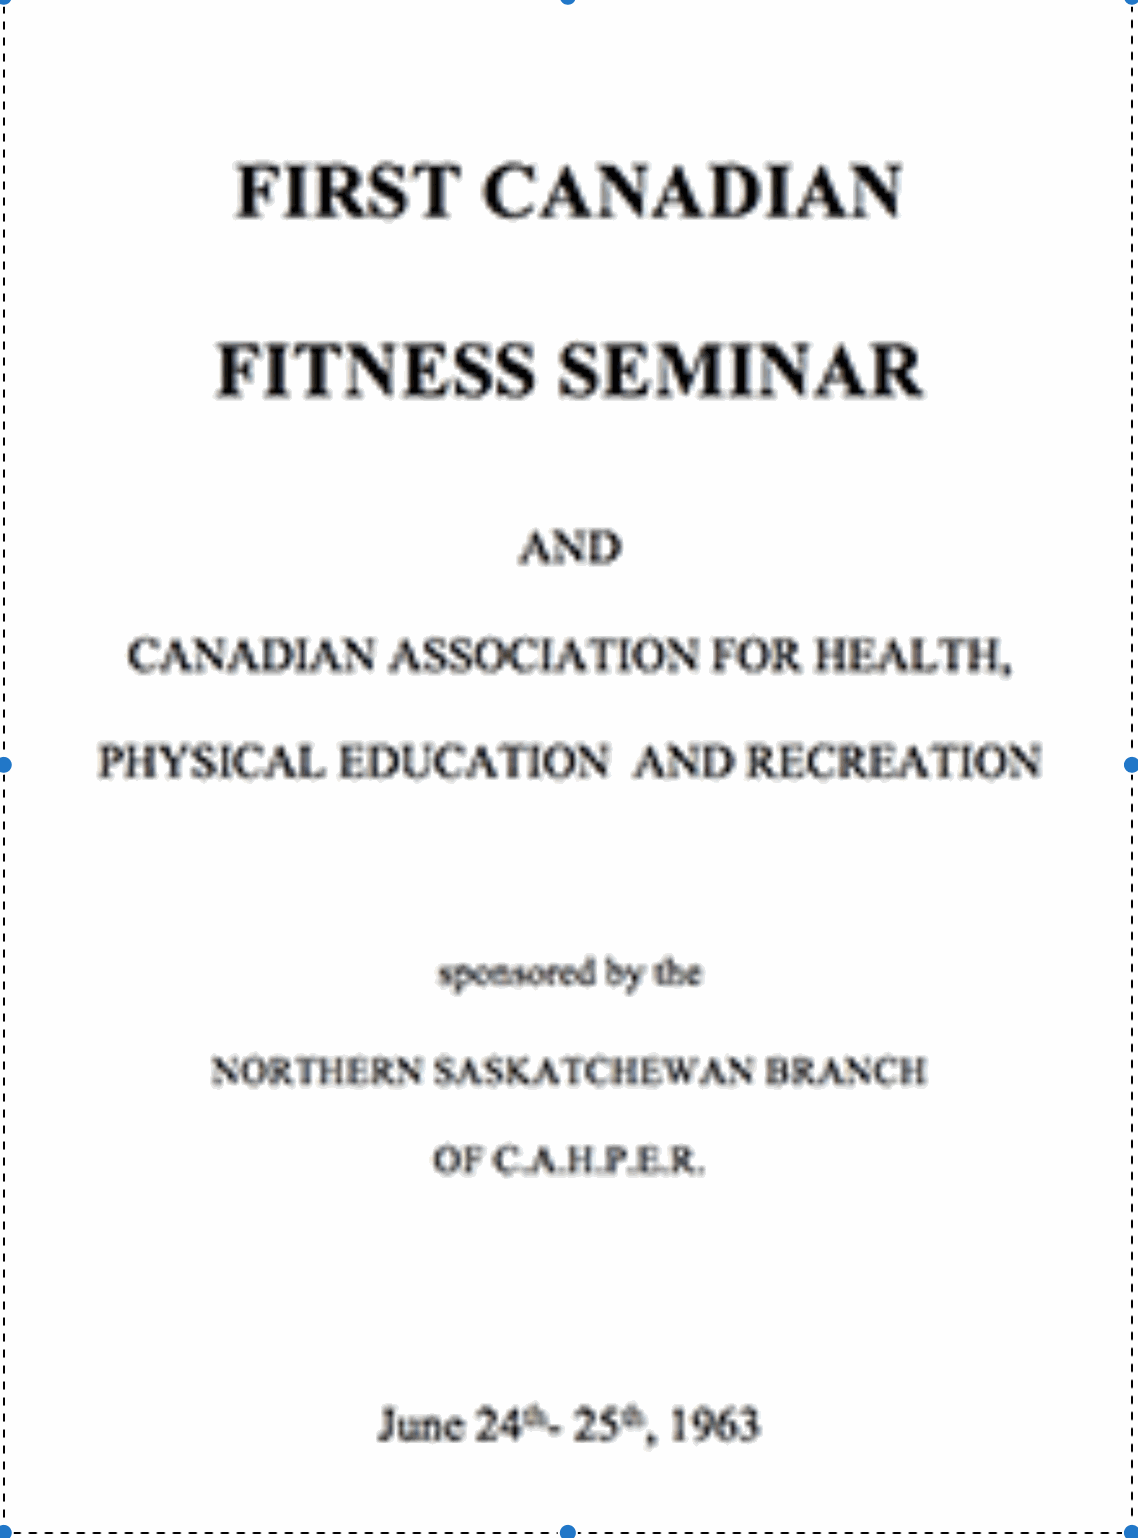 FIRST CANADIAN
FITNESS SEMINAR
AND
CANADIAN ASSOCIATION FOR HEALTH,
PHYSICAL EDUCATION AND RECREATION
sponsored by the
NORTHERN SASKATCHEWAN BRANCH
OF C.A.H.P.E.R.
June 24th- 25th, 1963